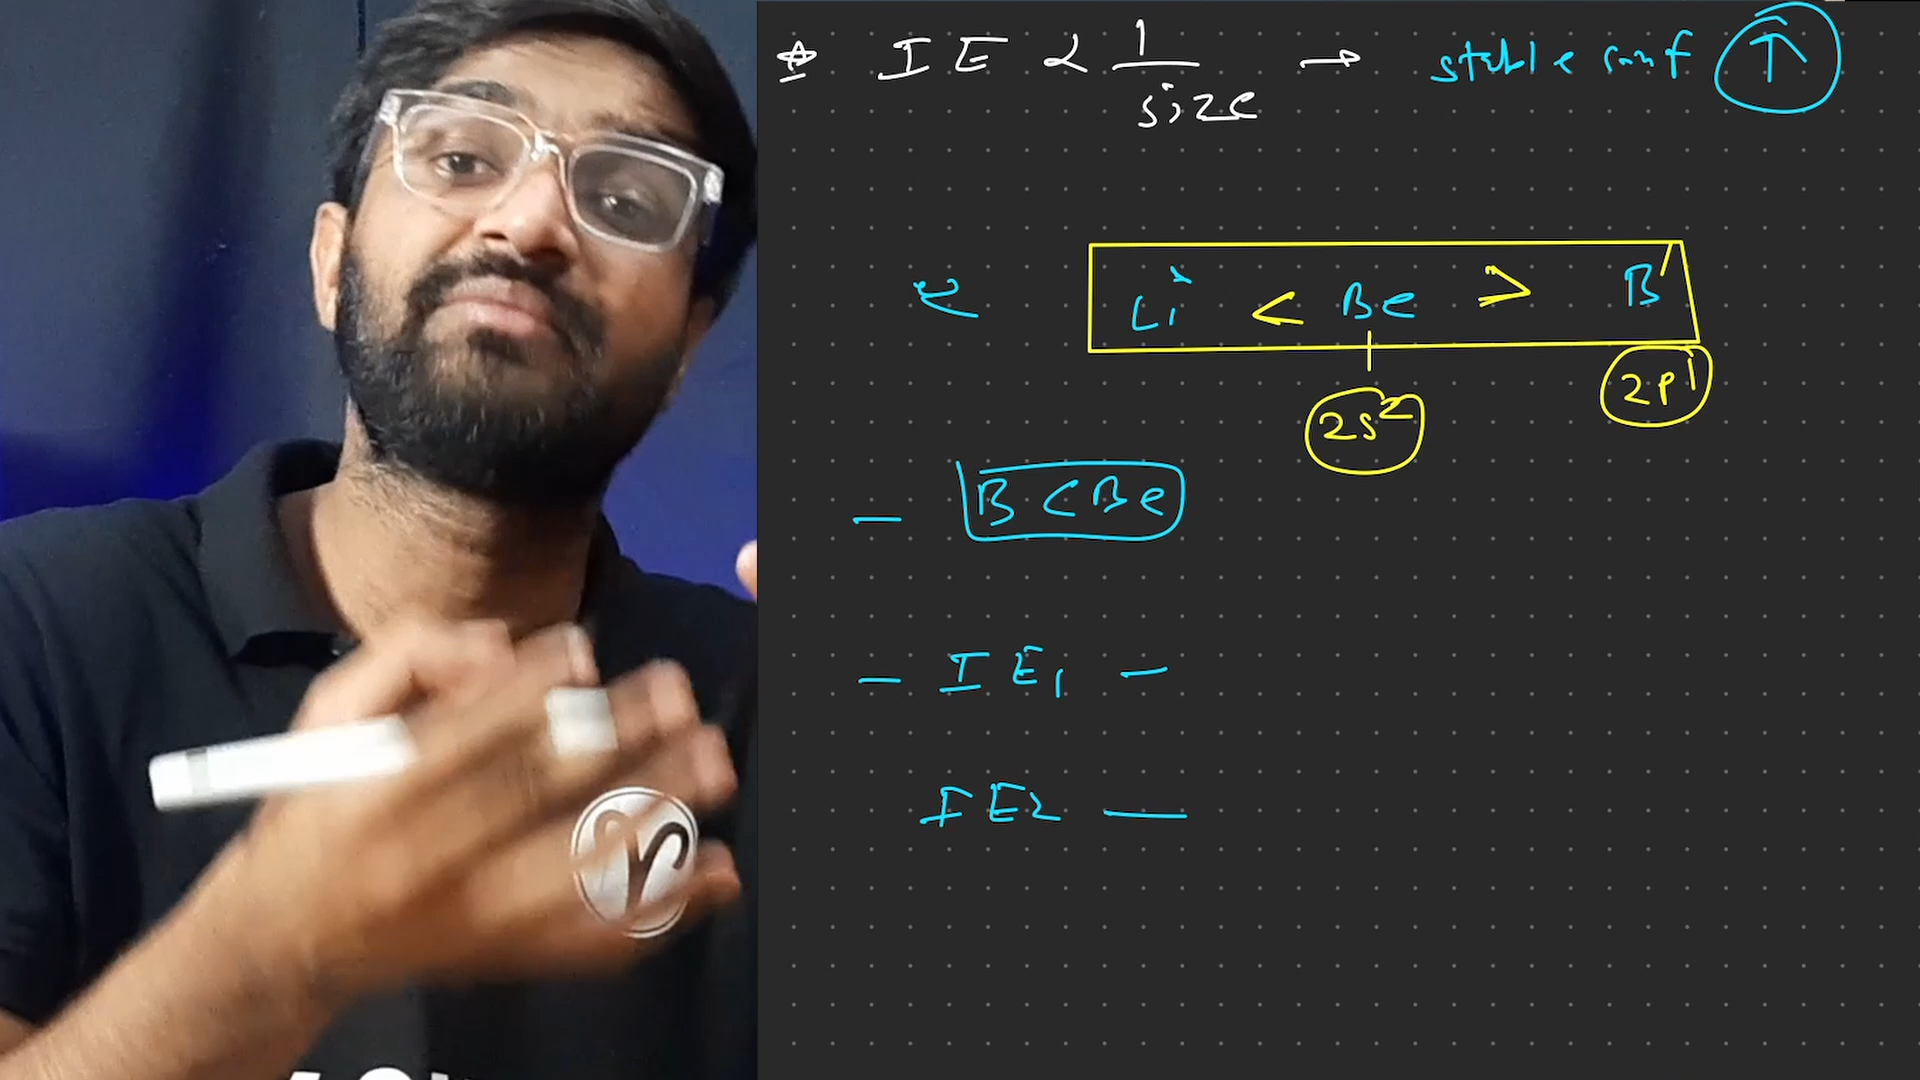 * IE α 1/size → stable conf ↑
Li < Be > B
2s² 2p¹
- B < Be
- IE₁ -
IE₂ —